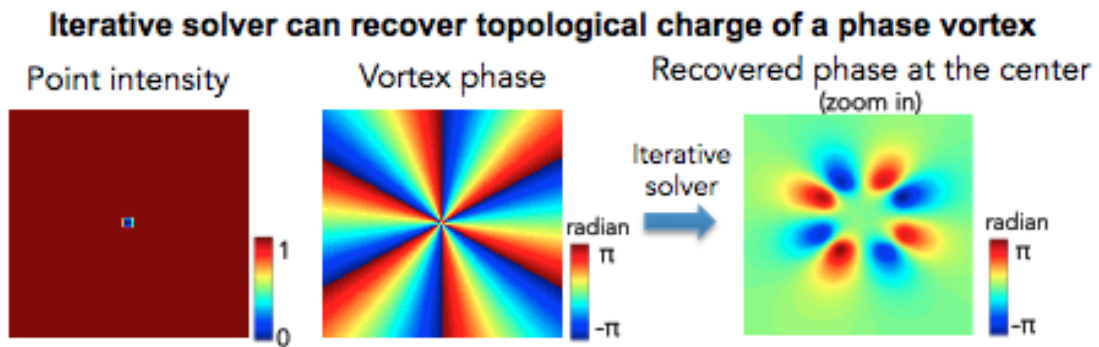 Iterative solver can recover topological charge of a phase vortex
Point intensity
Vortex phase
Recovered phase at the center
(zoom in)
1
0
radian
π
-π
Iterative
solver
radian
π
-π